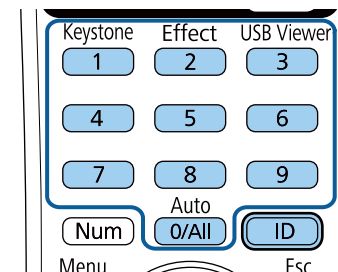 Keystone Effect USB Viewer
1 2 3
4 5 6
7 8 9
Auto
Num 0/All ID
Menu Esc